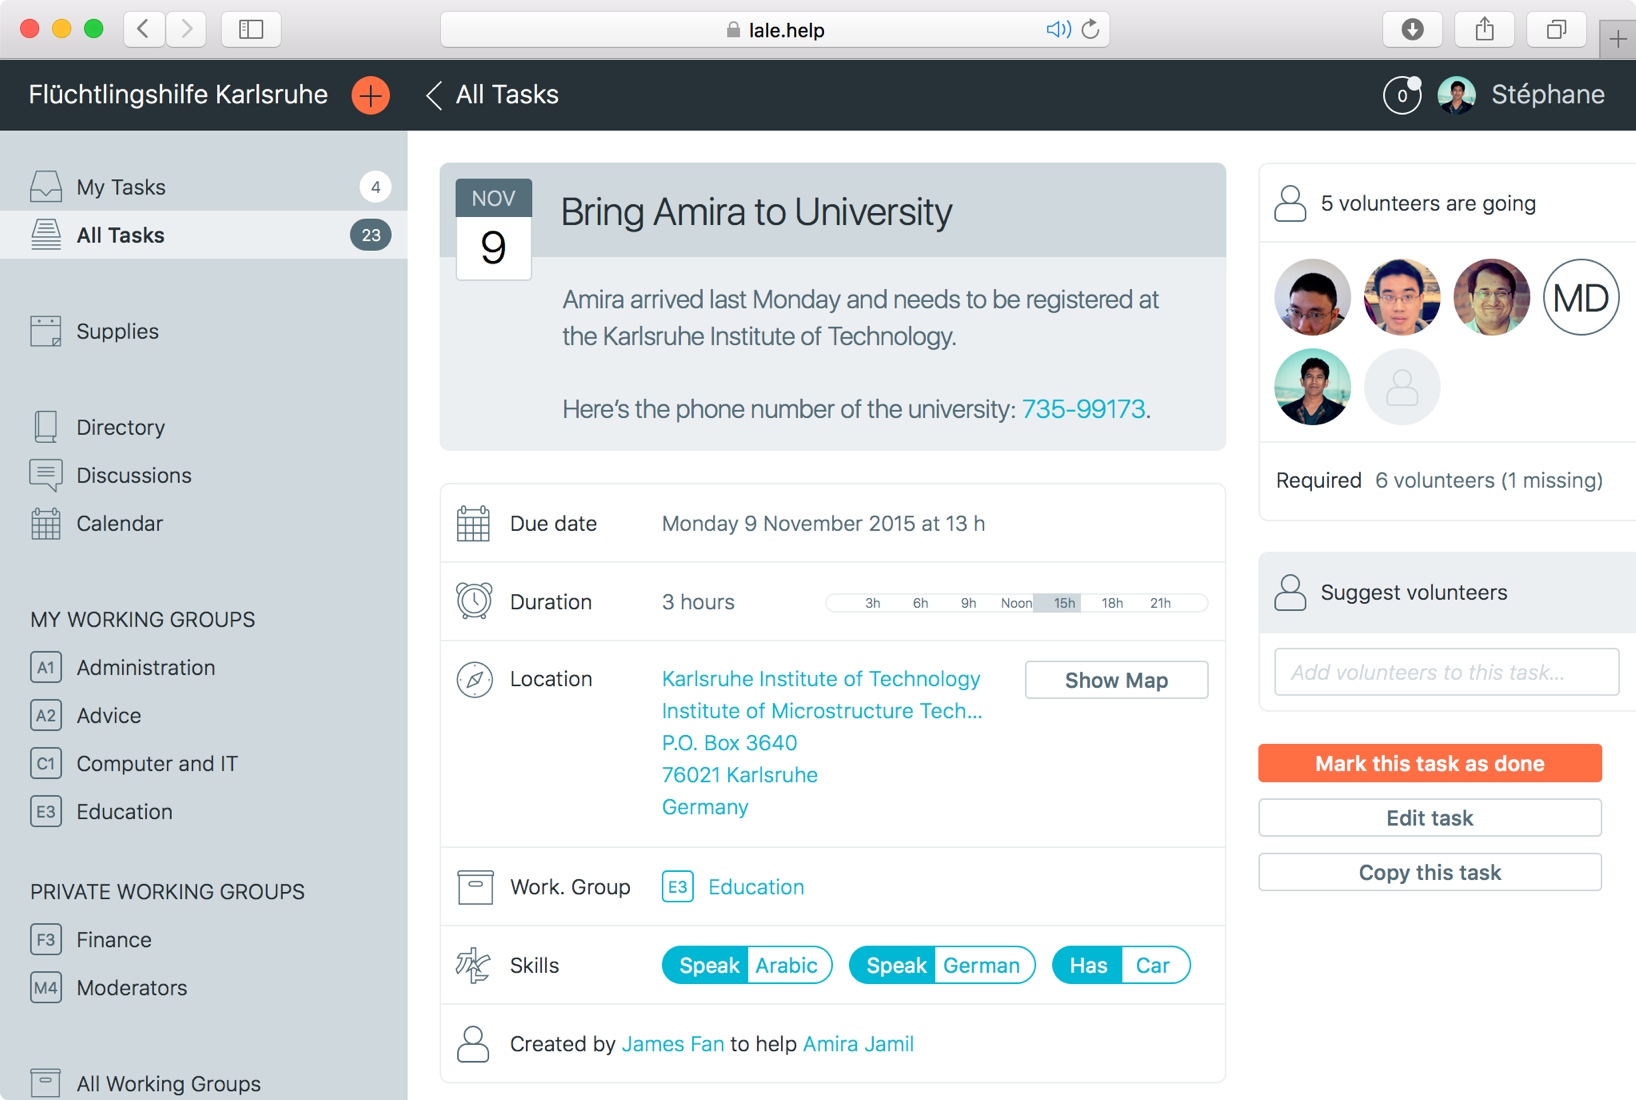 lale.help
Flüchtlingshilfe Karlsruhe
All Tasks
0
Stéphane
My Tasks 4
All Tasks 23
Supplies
Directory
Discussions
Calendar
MY WORKING GROUPS
A1 Administration
A2 Advice
C1 Computer and IT
E3 Education
PRIVATE WORKING GROUPS
F3 Finance
M4 Moderators
All Working Groups
NOV
9
Bring Amira to University
Amira arrived last Monday and needs to be registered at
the Karlsruhe Institute of Technology.
Here’s the phone number of the university: 735-99173.
Due date Monday 9 November 2015 at 13 h
Duration 3 hours 3h 6h 9h Noon 15h 18h 21h
Location Karlsruhe Institute of Technology Show Map
Institute of Microstructure Tech...
P.O. Box 3640
76021 Karlsruhe
Germany
Work. Group E3 Education
Skills Speak Arabic Speak German Has Car
Created by James Fan to help Amira Jamil
5 volunteers are going
MD
Required 6 volunteers (1 missing)
Suggest volunteers
Add volunteers to this task...
Mark this task as done
Edit task
Copy this task